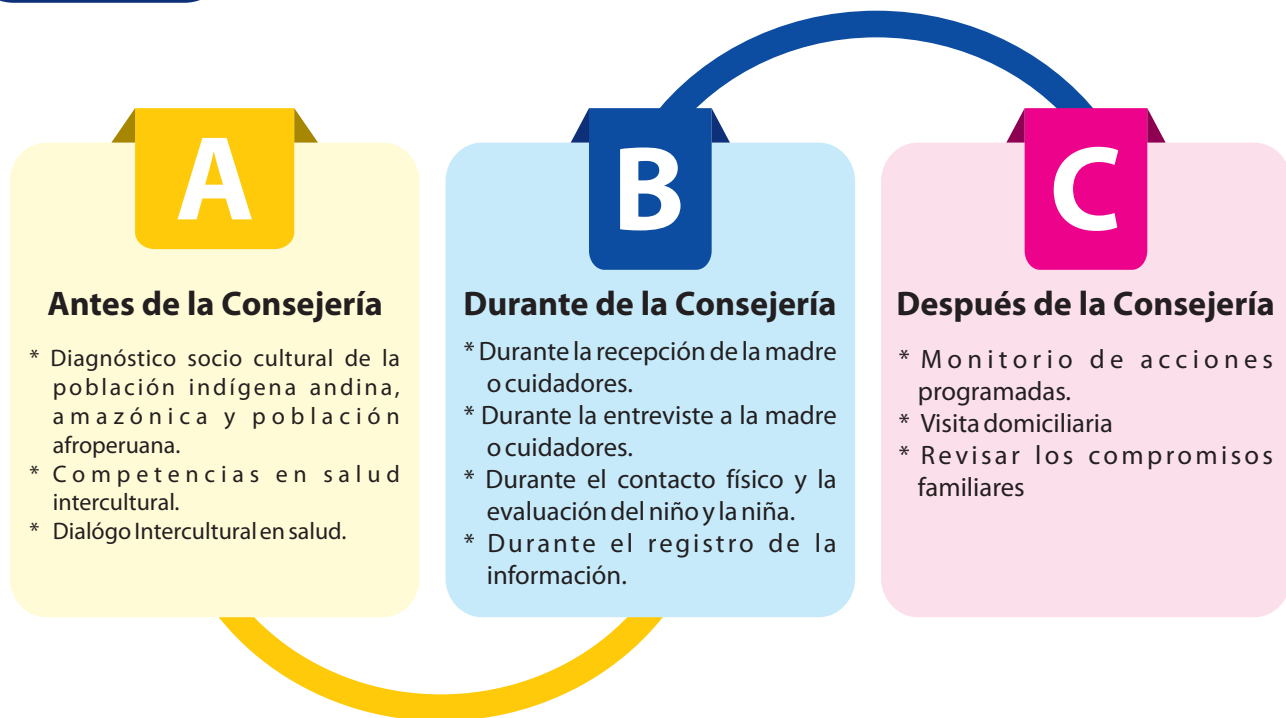 A
Antes de la Consejería
* Diagnóstico socio cultural de la
población indígena andina,
amazónica y población
afroperuana.
* Competencias en salud
intercultural.
* Dialógo Intercultural en salud.
B
Durante de la Consejería
* Durante la recepción de la madre
o cuidadores.
* Durante la entreviste a la madre
o cuidadores.
* Durante el contacto físico y la
evaluación del niño y la niña.
* Durante el registro de la
información.
C
Después de la Consejería
* Monitorio de acciones
programadas.
* Visita domiciliaria
* Revisar los compromisos
familiares